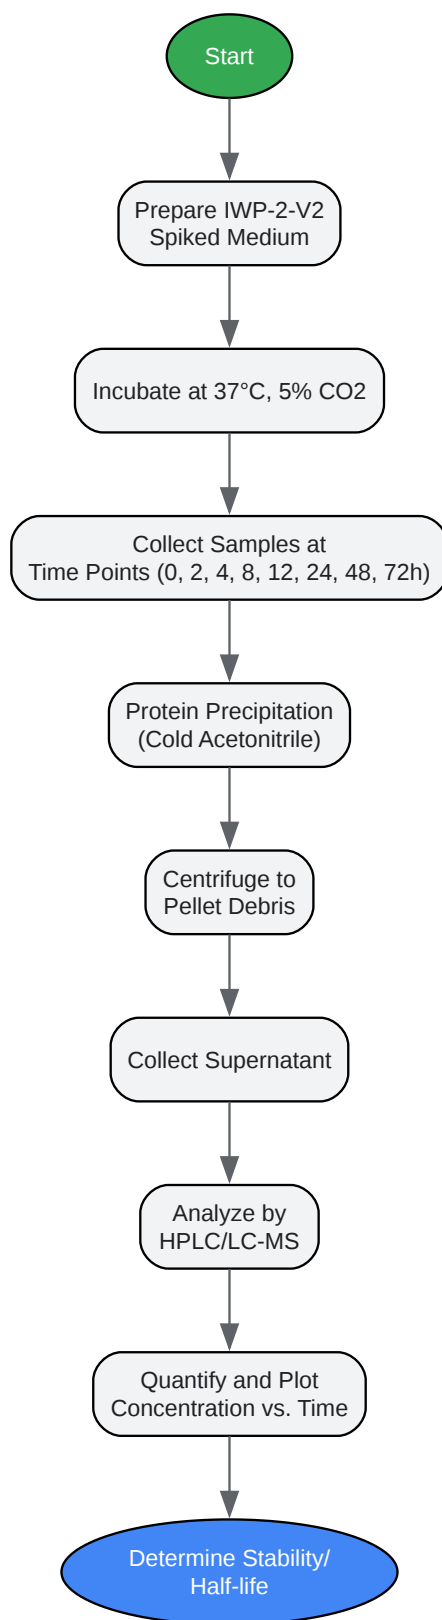 Start
Prepare IWP-2-V2
Spiked Medium
Incubate at 37°C, 5% CO2
Collect Samples at
Time Points (0, 2, 4, 8, 12, 24, 48, 72h)
Protein Precipitation
(Cold Acetonitrile)
Centrifuge to
Pellet Debris
Collect Supernatant
Analyze by
HPLC/LC-MS
Quantify and Plot
Concentration vs. Time
Determine Stability/
Half-life